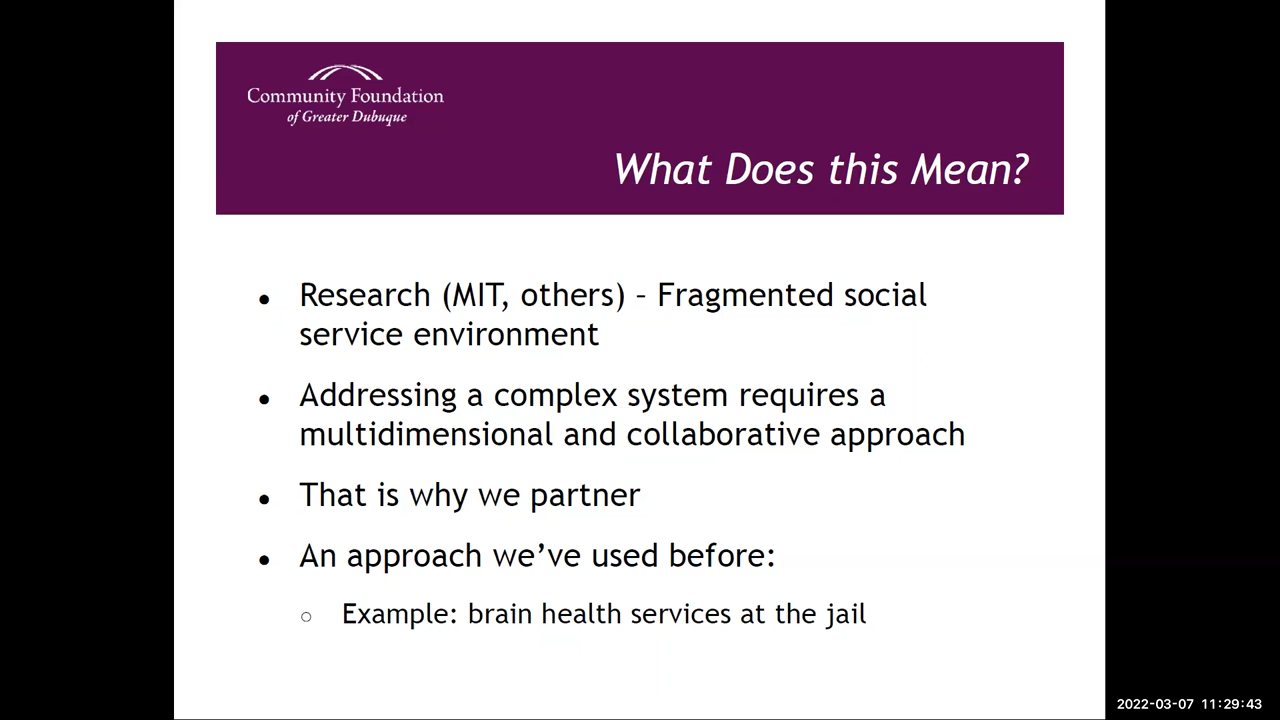 Community Foundation
of Greater Dubuque
What Does this Mean?
● Research (MIT, others) – Fragmented social
service environment
● Addressing a complex system requires a
multidimensional and collaborative approach
● That is why we partner
● An approach we’ve used before:
○ Example: brain health services at the jail
2022-03-07 11:29:43